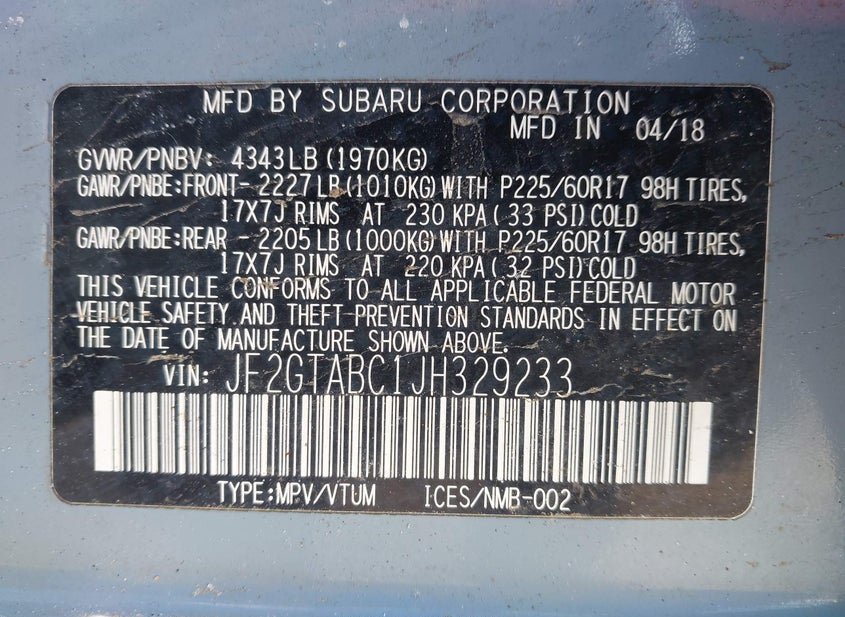 MFD BY SUBARU CORPORATION
MFD IN 04/18
GVWR/PNBV: 4343LB (1970KG)
GAWR/PNBE:FRONT- 2227LB (1010KG) WITH P225/60R17 98H TIRES,
17X7J RIMS AT 230 KPA ( 33 PSI) COLD
GAWR/PNBE:REAR - 2205LB (1000KG) WITH P225/60R17 98H TIRES,
17X7J RIMS AT 220 KPA ( 32 PSI) COLD
THIS VEHICLE CONFORMS TO ALL APPLICABLE FEDERAL MOTOR
VEHICLE SAFETY AND THEFT PREVENTION STANDARDS IN EFFECT ON
THE DATE OF MANUFACTURE SHOWN ABOVE.
VIN: JF2GTABC1JH329233
TYPE:MPV/VTUM ICES/NMB-002